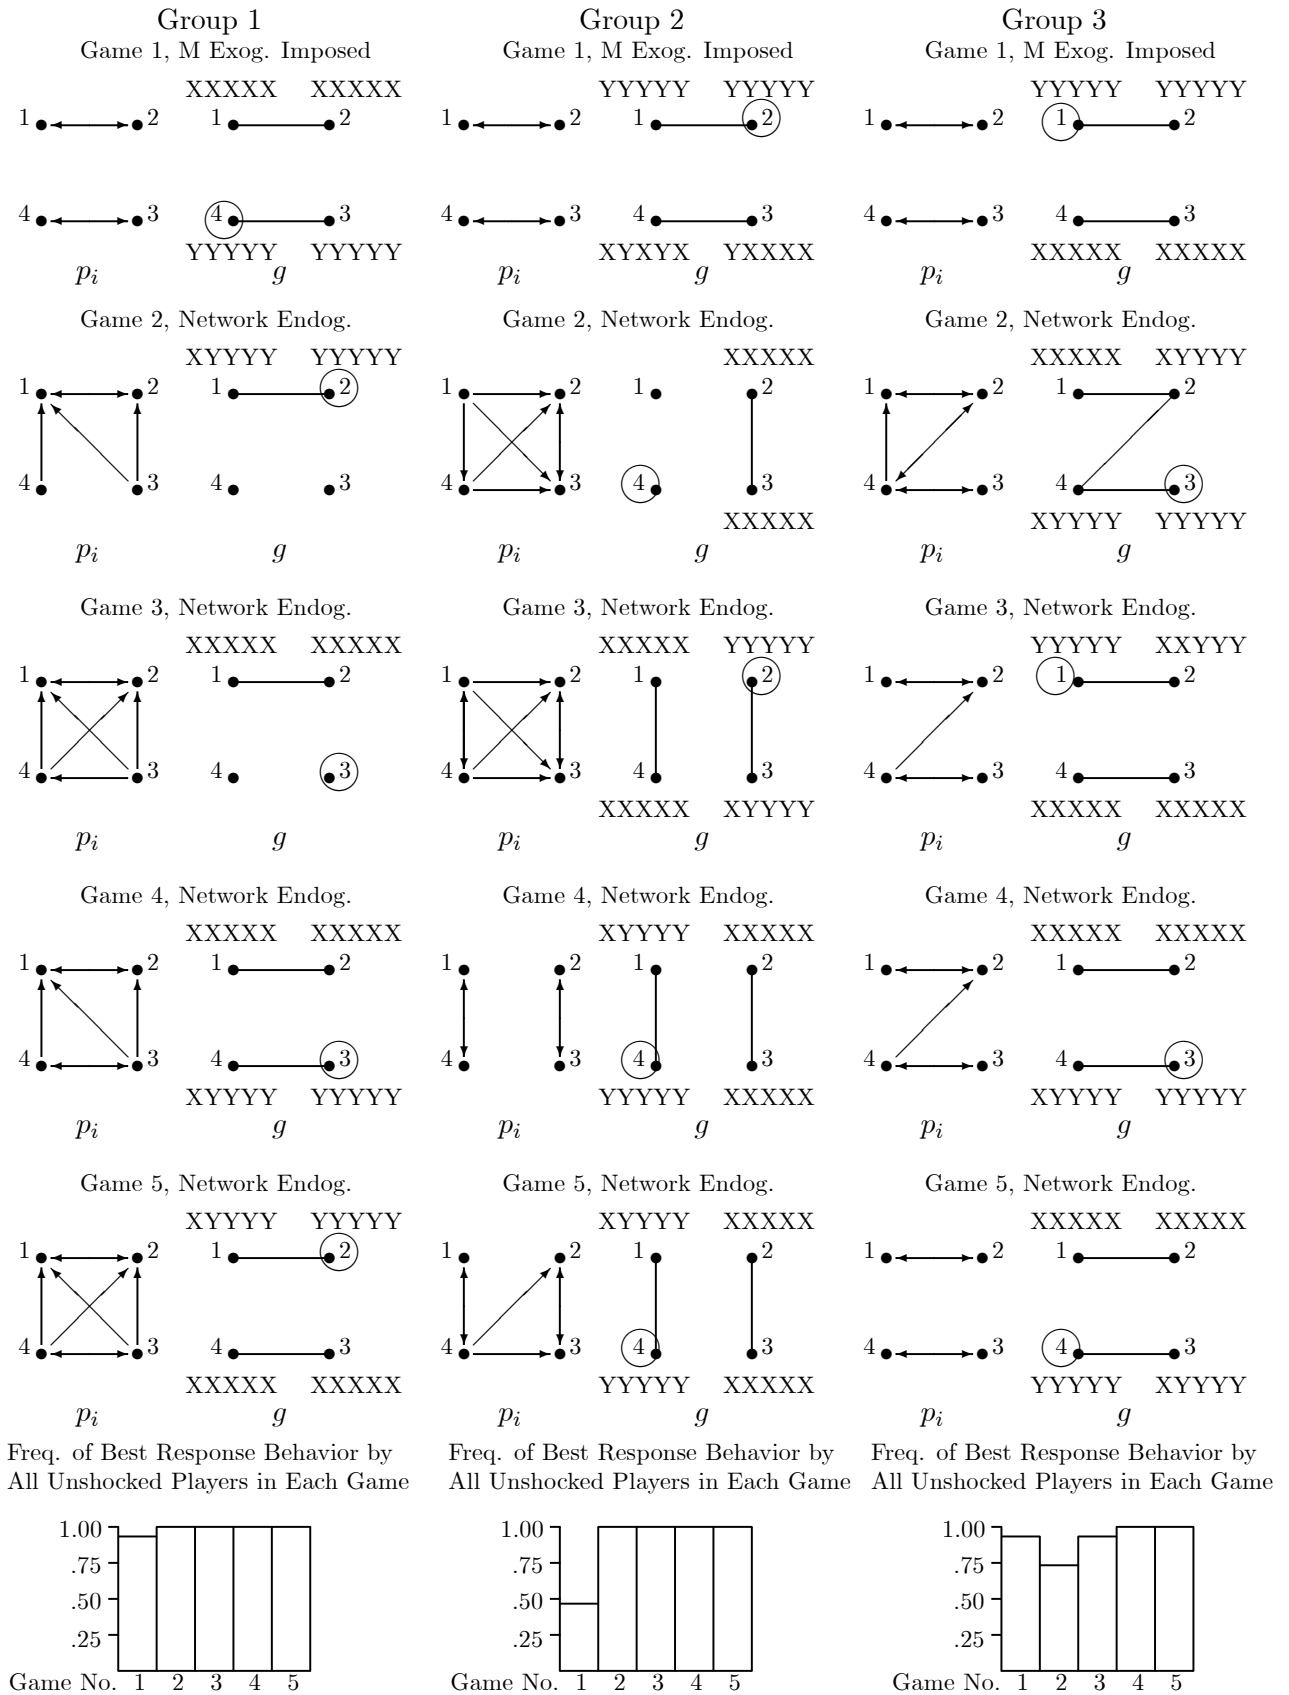 Group 1 Group 2 Group 3
Game 1, M Exog. Imposed Game 1, M Exog. Imposed Game 1, M Exog. Imposed
XXXXX XXXXX YYYYY YYYYY YYYYY YYYYY
1 2 1 2 1 2 1 2 1 2 1 2
4 3 4 3 4 3 4 3 4 3 4 3
YYYYY YYYYY XYXYX YXXXX XXXXX XXXXX
p_i g p_i g p_i g
Game 2, Network Endog. Game 2, Network Endog. Game 2, Network Endog.
XYYYY YYYYY XXXXX XXXXX XYYYY
1 2 1 2 1 2 1 2 1 2 1 2
4 3 4 3 4 3 4 3 4 3 4 3
XXXXX XYYYY YYYYY
p_i g p_i g p_i g
Game 3, Network Endog. Game 3, Network Endog. Game 3, Network Endog.
XXXXX XXXXX XXXXX YYYYY YYYYY XXYYY
1 2 1 2 1 2 1 2 1 2 1 2
4 3 4 3 4 3 4 3 4 3 4 3
XXXXX XYYYY XXXXX XXXXX
p_i g p_i g p_i g
Game 4, Network Endog. Game 4, Network Endog. Game 4, Network Endog.
XXXXX XXXXX XYYYY XXXXX XXXXX XXXXX
1 2 1 2 1 2 1 2 1 2 1 2
4 3 4 3 4 3 4 3 4 3 4 3
XYYYY YYYYY YYYYY XXXXX XYYYY YYYYY
p_i g p_i g p_i g
Game 5, Network Endog. Game 5, Network Endog. Game 5, Network Endog.
XYYYY YYYYY XYYYY XXXXX XXXXX XXXXX
1 2 1 2 1 2 1 2 1 2 1 2
4 3 4 3 4 3 4 3 4 3 4 3
XXXXX XXXXX YYYYY XXXXX YYYYY XYYYY
p_i g p_i g p_i g
Freq. of Best Response Behavior by Freq. of Best Response Behavior by Freq. of Best Response Behavior by
All Unshocked Players in Each Game All Unshocked Players in Each Game All Unshocked Players in Each Game
1.00 1.00 1.00
.75 .75 .75
.50 .50 .50
.25 .25 .25
Game No. 1 2 3 4 5 Game No. 1 2 3 4 5 Game No. 1 2 3 4 5